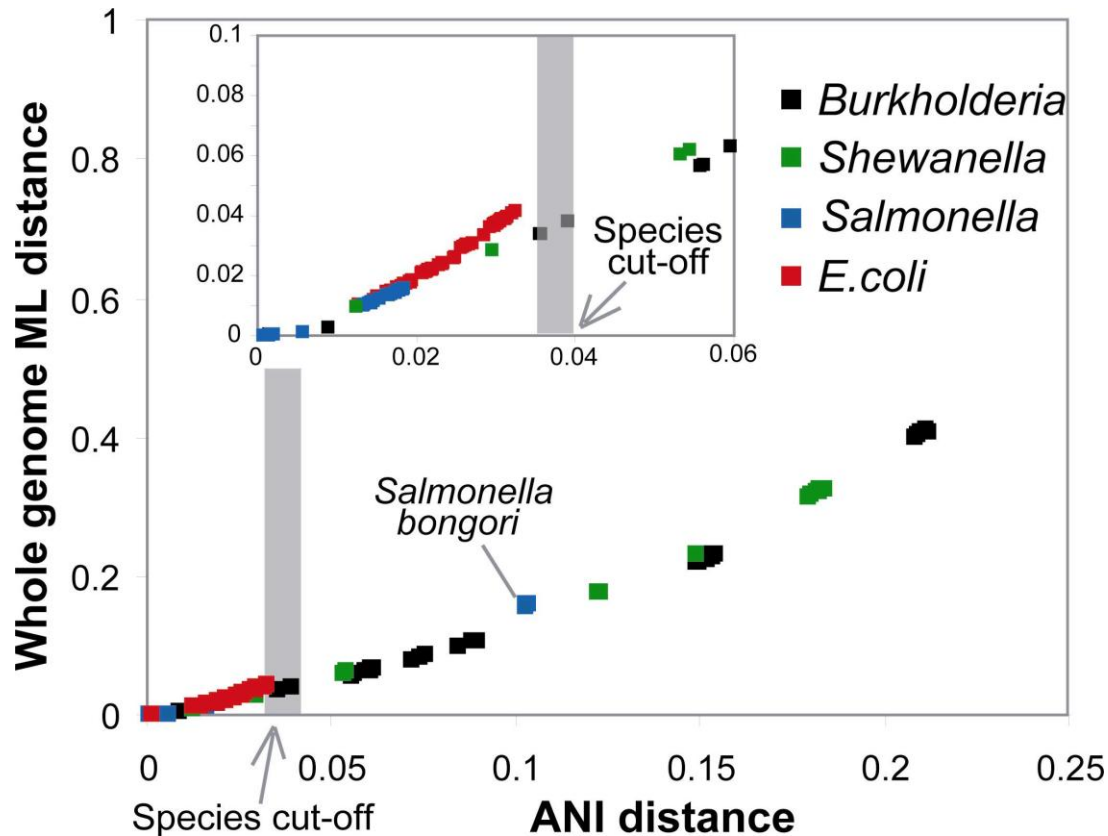 Whole genome ML distance
1
0.8
0.6
0.4
0.2
0
0.1
0.08
0.06
0.04
0.02
0
0
0.02
0.04
0.06
Species
cut-off
Burkholderia
Shewanella
Salmonella
E.coli
Salmonella
bongori
0
0.05
0.1
0.15
0.2
0.25
Species cut-off
ANI distance